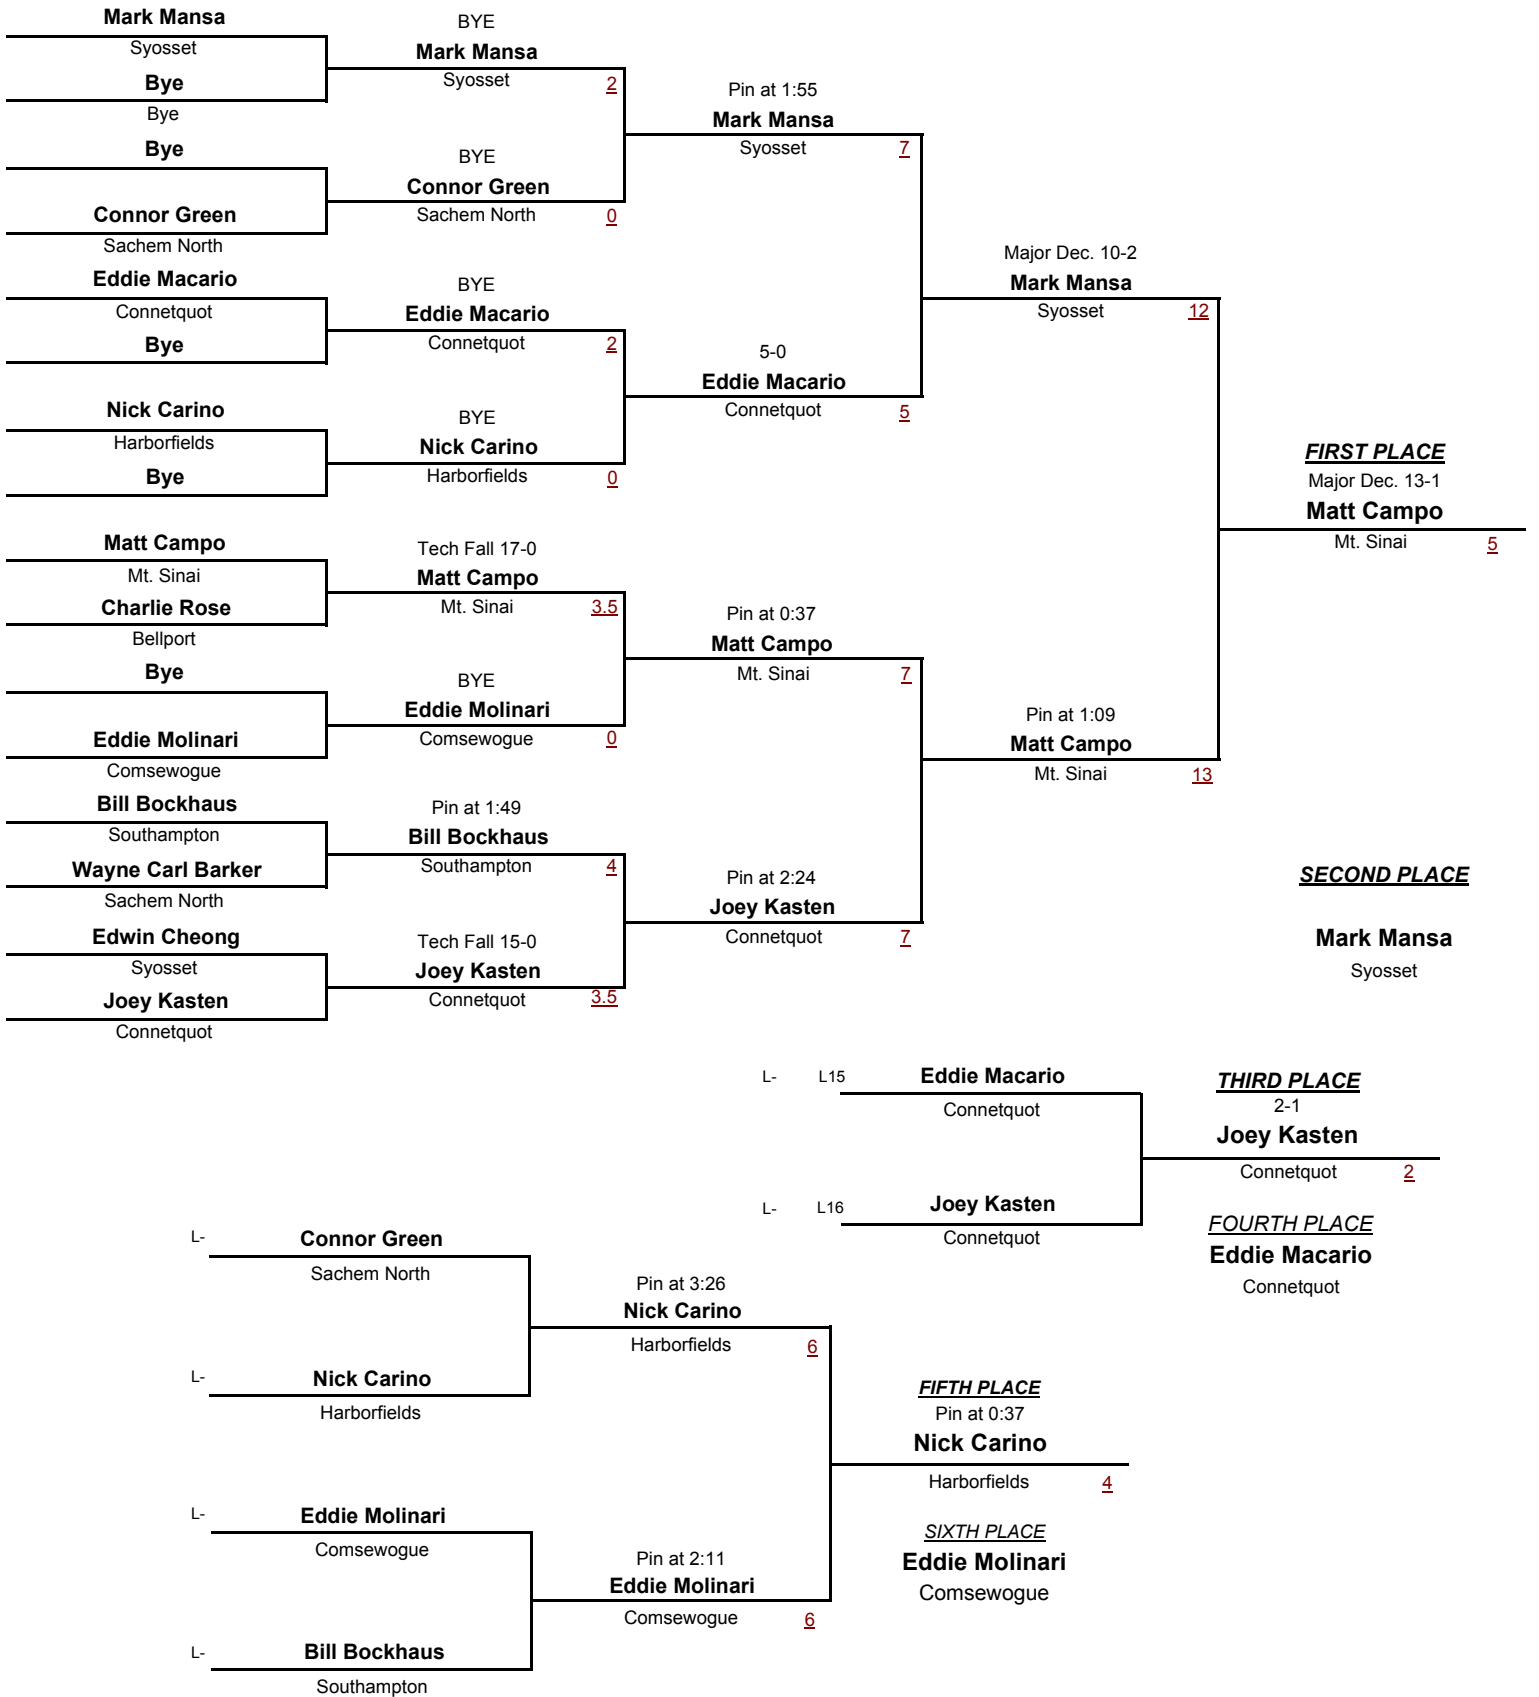 Mark Mansa
Syosset
Bye
Bye
Bye
Connor Green
Sachem North
Eddie Macario
Connetquot
Bye
Nick Carino
Harborfields
Bye
Matt Campo
Mt. Sinai
Charlie Rose
Bellport
Bye
Eddie Molinari
Comsewogue
Bill Bockhaus
Southampton
Wayne Carl Barker
Sachem North
Edwin Cheong
Syosset
Joey Kasten
Connetquot
BYE
Mark Mansa
Syosset 2
BYE
Connor Green
Sachem North 0
BYE
Eddie Macario
Connetquot 2
BYE
Nick Carino
Harborfields 0
Tech Fall 17-0
Matt Campo
Mt. Sinai 3.5
BYE
Eddie Molinari
Comsewogue 0
Pin at 1:49
Bill Bockhaus
Southampton 4
Tech Fall 15-0
Joey Kasten
Connetquot 3.5
Pin at 1:55
Mark Mansa
Syosset 7
5-0
Eddie Macario
Connetquot 5
Pin at 0:37
Matt Campo
Mt. Sinai 7
Pin at 2:24
Joey Kasten
Connetquot 7
Major Dec. 10-2
Mark Mansa
Syosset 12
Pin at 1:09
Matt Campo
Mt. Sinai 13
FIRST PLACE
Major Dec. 13-1
Matt Campo
Mt. Sinai 5
SECOND PLACE
Mark Mansa
Syosset
L- L15 Eddie Macario
Connetquot
L- L16 Joey Kasten
Connetquot
THIRD PLACE
2-1
Joey Kasten
Connetquot 2
FOURTH PLACE
Eddie Macario
Connetquot
L- Connor Green
Sachem North
L- Nick Carino
Harborfields
L- Eddie Molinari
Comsewogue
L- Bill Bockhaus
Southampton
Pin at 3:26
Nick Carino
Harborfields 6
Pin at 2:11
Eddie Molinari
Comsewogue 6
FIFTH PLACE
Pin at 0:37
Nick Carino
Harborfields 4
SIXTH PLACE
Eddie Molinari
Comsewogue